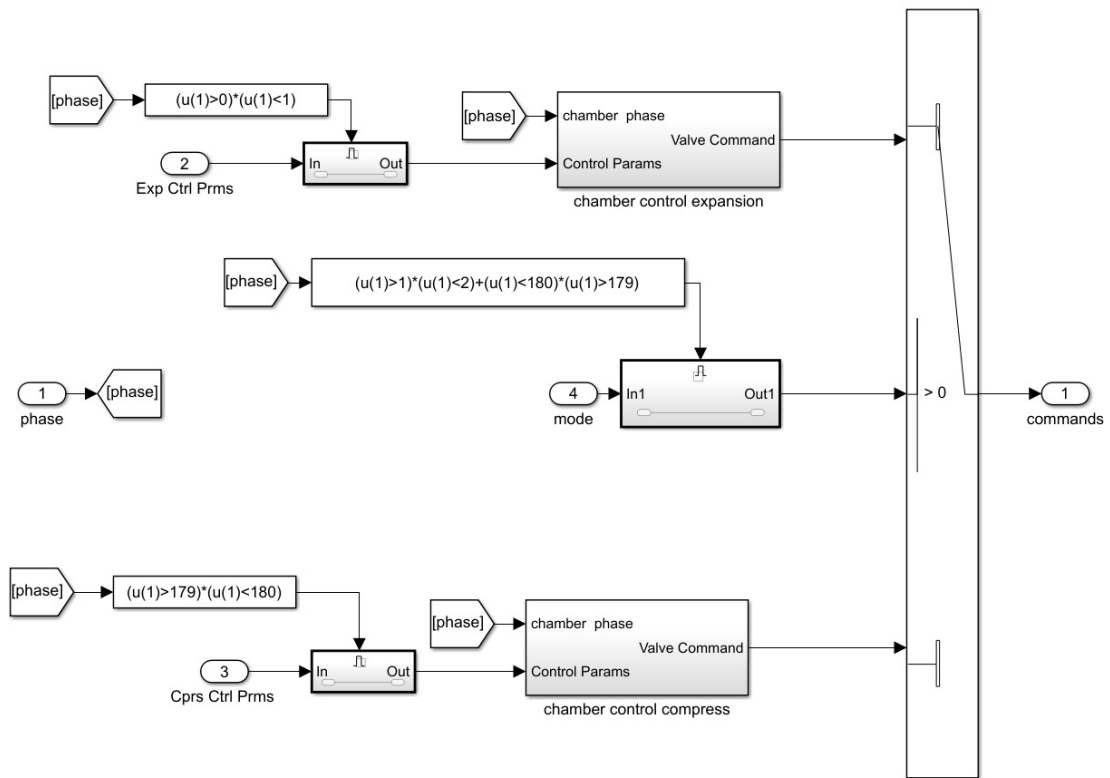 [phase]
(u(1)>0)*(u(1)<1)
[phase]
chamber phase
Valve Command
2
In
Out
Control Params
Exp Ctrl Prms
chamber control expansion
[phase]
(u(1)>1)*(u(1)<2)+(u(1)<180)*(u(1)>179)
1
[phase]
phase
4
In1
Out1
mode
> 0
1
commands
[phase]
(u(1)>179)*(u(1)<180)
[phase]
chamber phase
Valve Command
3
In
Out
Control Params
Cprs Ctrl Prms
chamber control compress